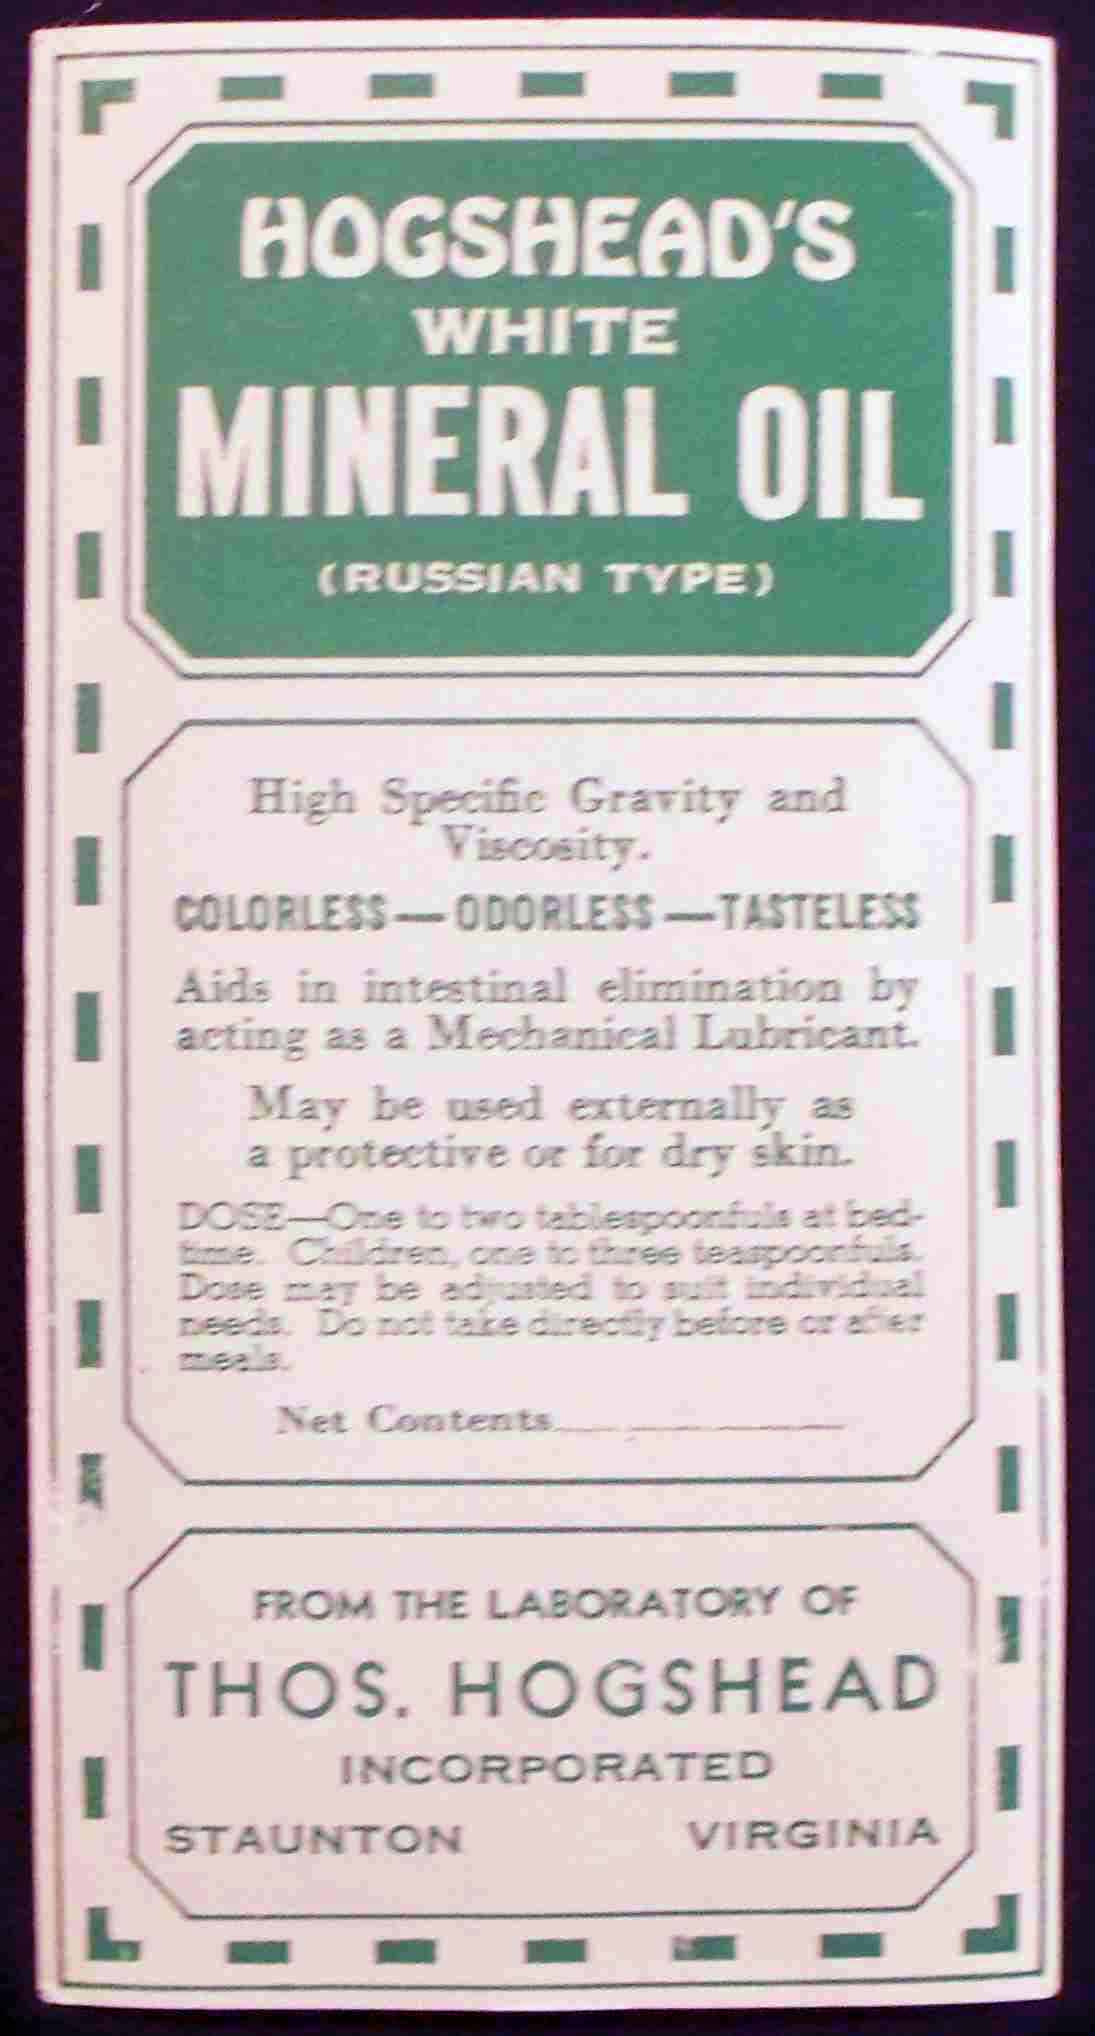 HOGSHEAD'S
WHITE
MINERAL OIL
(RUSSIAN TYPE)
High Specific Gravity and
Viscosity.
COLORLESS — ODORLESS — TASTELESS
Aids in intestinal elimination by
acting as a Mechanical Lubricant.
May be used externally as
a protective or for dry skin.
DOSE—One to two tablespoonfuls at bed-
time. Children, one to three teaspoonfuls.
Dose may be adjusted to suit individual
needs. Do not take directly before or after
meals.
Net Contents
FROM THE LABORATORY OF
THOS. HOGSHEAD
INCORPORATED
STAUNTON VIRGINIA